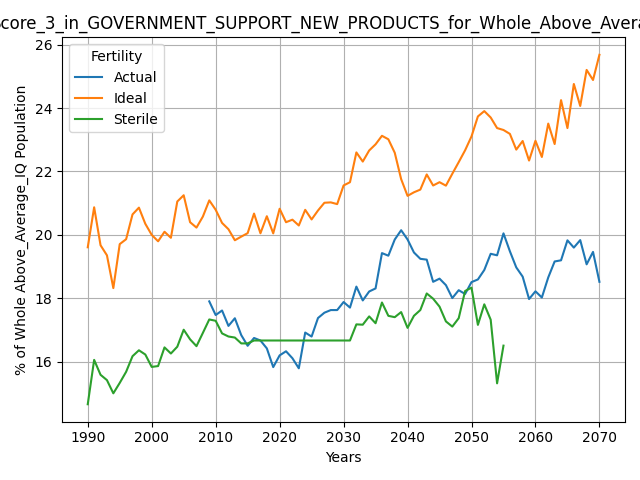 core_3_in_GOVERNMENT_SUPPORT_NEW_PRODUCTS_for_Whole_Above_Avera
26
24
22
20
18
16
% of Whole Above_Average_IQ Population
Fertility
Actual
Ideal
Sterile
1990 2000 2010 2020 2030 2040 2050 2060 2070
Years